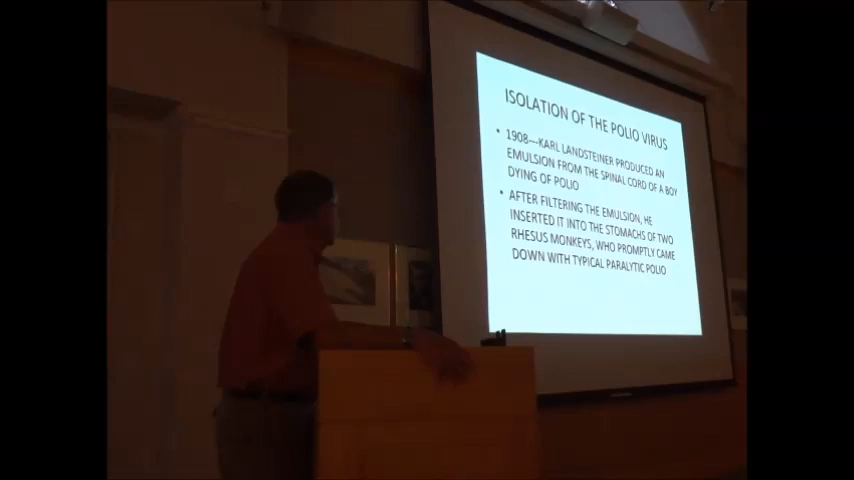 ISOLATION OF THE POLIO VIRUS
• 1908---KARL LANDSTEINER PRODUCED AN
EMULSION FROM THE SPINAL CORD OF A BOY
DYING OF POLIO
• AFTER FILTERING THE EMULSION, HE
INSERTED IT INTO THE STOMACHS OF TWO
RHESUS MONKEYS, WHO PROMPTLY CAME
DOWN WITH TYPICAL PARALYTIC POLIO